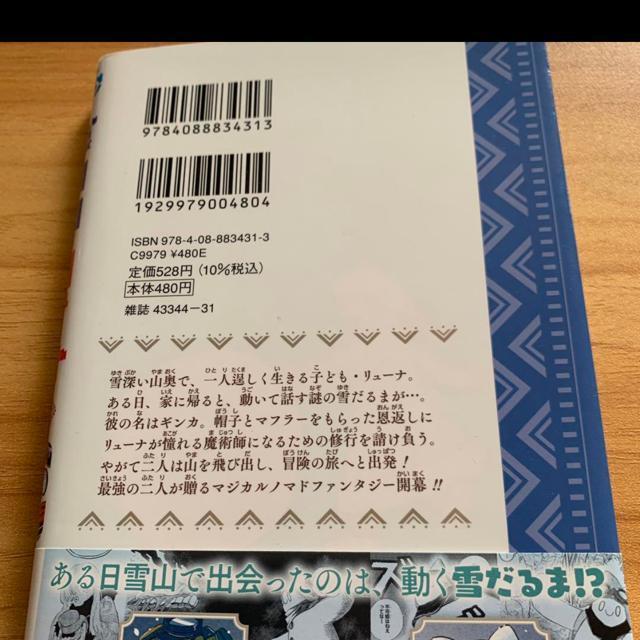 9784088834313
1929979004804
ISBN 978-4-08-883431-3
C9979 ¥480E
定価528円(10%税込)
本体480円
雑誌 43344-31
雪深い山奥で、一人逞しく生きる子ども・リューナ。
ある日、家に帰ると、動いて話す謎の雪だるまが…。
彼の名はギンカ。帽子とマフラーをもらった恩返しに
リューナが憧れる魔術師になるための修行を請け負う。
やがて二人は山を飛び出し、冒険の旅へと出発!
最強の二人が贈るマジカルノマドファンタジー開幕!!
ある日雪山で出会ったのは、動く雪だるま!?